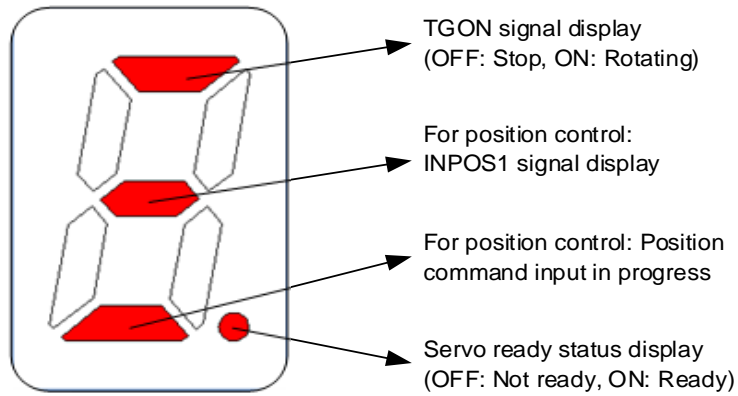 TGON signal display
(OFF: Stop, ON: Rotating)
For position control:
INPOS1 signal display
For position control: Position
command input in progress
Servo ready status display
(OFF: Not ready, ON: Ready)